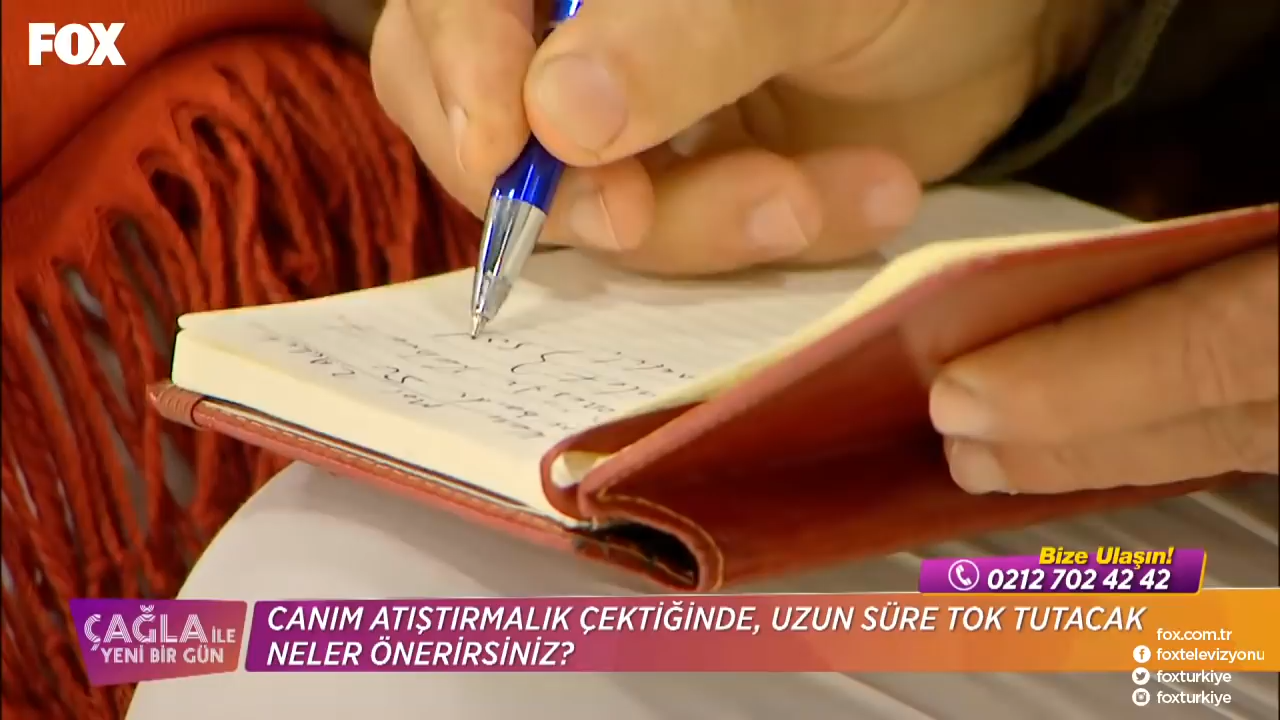 FOX
Bize Ulaşın!
0212 702 42 42
ÇAĞLA İLE
YENİ BİR GÜN
CANIM ATIŞTIRMALIK ÇEKTİĞİNDE, UZUN SÜRE TOK TUTACAK
NELER ÖNERİRSİNİZ?
fox.com.tr
foxtelevizyonu
foxturkiye
foxturkiye